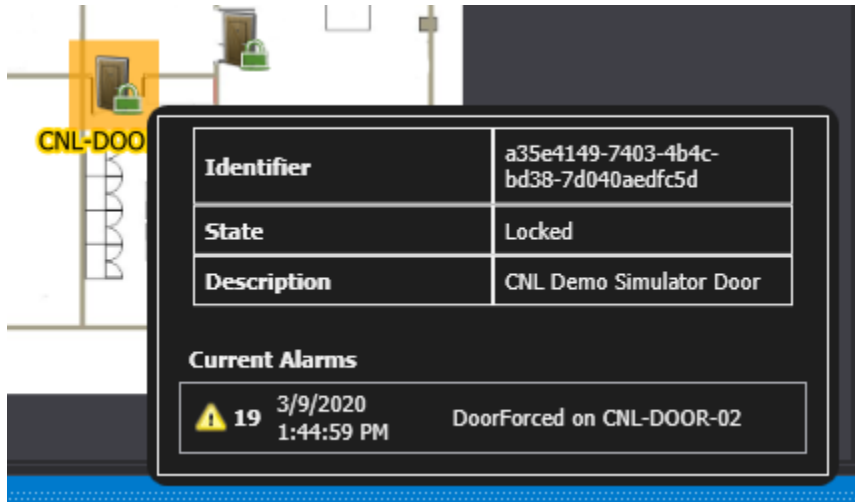 CNL-DOO
Identifier
a35e4149-7403-4b4c-
bd38-7d040aedfc5d
State
Locked
Description
CNL Demo Simulator Door
Current Alarms
19
3/9/2020
1:44:59 PM
DoorForced on CNL-DOOR-02